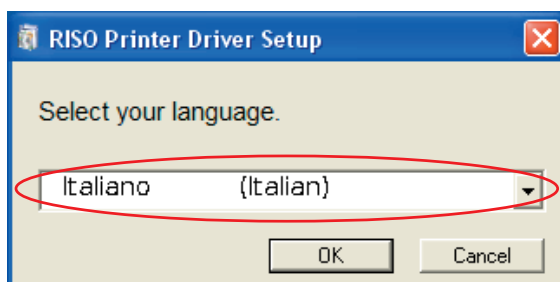 RISO Printer Driver Setup
Select your language.
Italiano (Italian)
OK Cancel